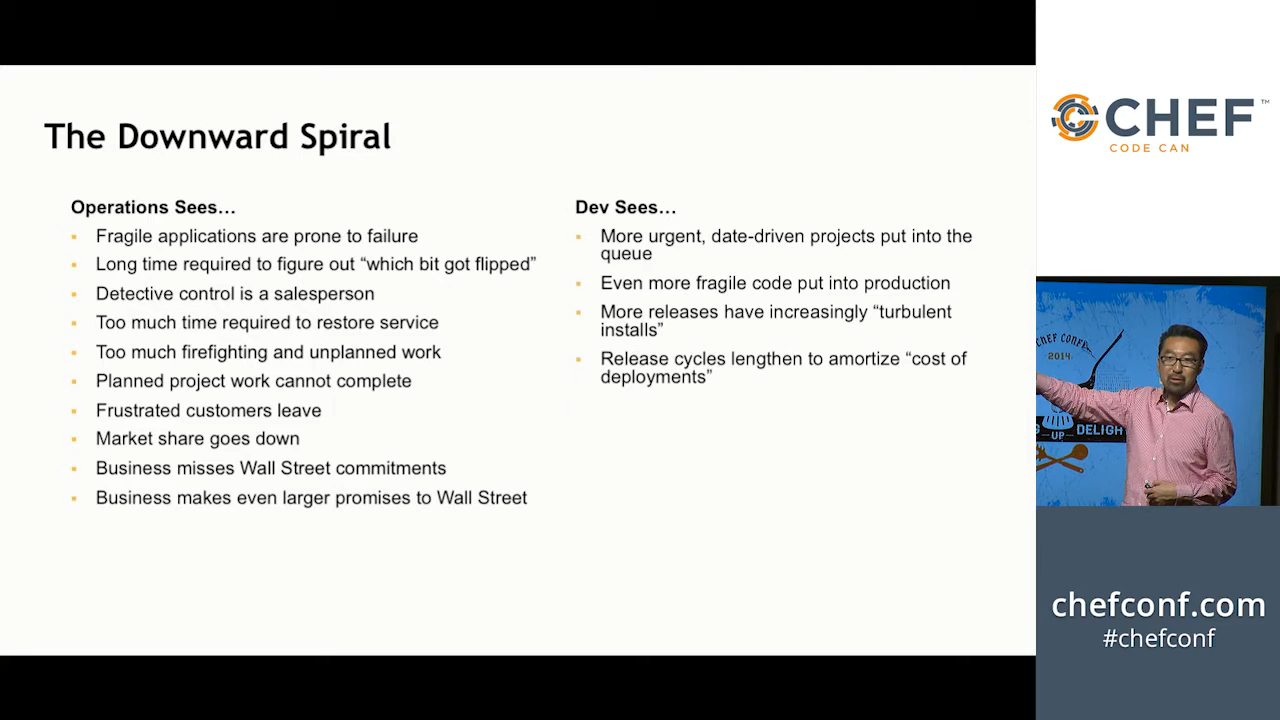 The Downward Spiral
Operations Sees…
▪ Fragile applications are prone to failure
▪ Long time required to figure out “which bit got flipped”
▪ Detective control is a salesperson
▪ Too much time required to restore service
▪ Too much firefighting and unplanned work
▪ Planned project work cannot complete
▪ Frustrated customers leave
▪ Market share goes down
▪ Business misses Wall Street commitments
▪ Business makes even larger promises to Wall Street
Dev Sees…
▪ More urgent, date-driven projects put into the
queue
▪ Even more fragile code put into production
▪ More releases have increasingly “turbulent
installs”
▪ Release cycles lengthen to amortize “cost of
deployments”
CHEF™
CODE CAN
CHEF CONF
2014
UP
DELIGH
chefconf.com
#chefconf